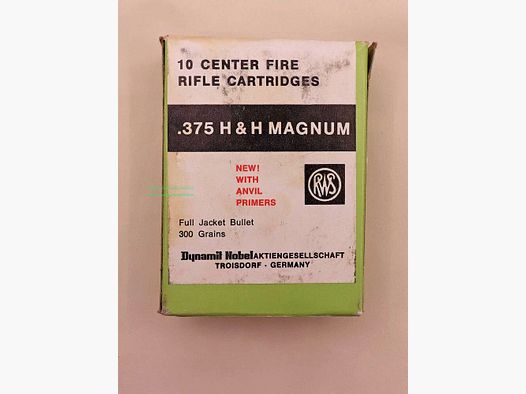 10 CENTER FIRE
RIFLE CARTRIDGES
.375 H & H MAGNUM
NEW!
WITH
ANVIL
PRIMERS
RWS
Full Jacket Bullet
300 Grains
Dynamit Nobel AKTIENGESELLSCHAFT
TROISDORF - GERMANY